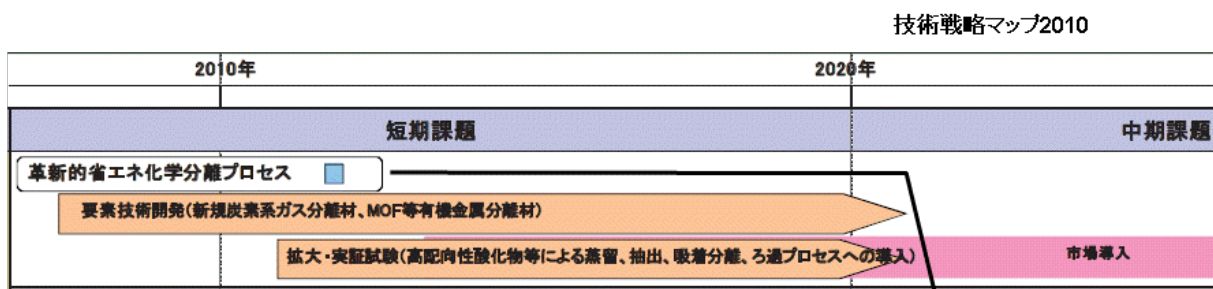 技術戦略マップ2010
2010年 2020年
短期課題 中期課題
革新的省エネ化学分離プロセス
要素技術開発(新規炭素系ガス分離材、MOF等有機金属分離材)
拡大・実証試験(高配向性酸化物等による蒸留、抽出、吸着分離、ろ過プロセスへの導入) 市場導入